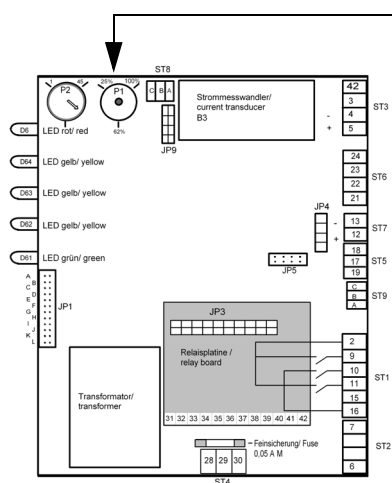 ST8
1 45 25% 100%
P2 P1 C B A
62%
D6 LED rot/ red
JP9
Strommesswandler/
current transducer
B3
42
3
- 4
+ 5
ST3
D64 LED gelb/ yellow
24
23
22
21
ST6
D63 LED gelb/ yellow
D62 LED gelb/ yellow
JP4
- 13
+ 12
ST7
D61 LED grün/ green
18
17
19
ST5
JP5
C
B
A
ST9
A
B
C
D
E
F
G
H
I
J
K
L
JP1
JP3
Relaisplatine /
relay board
31 32 33 34 35 36 37 38 39 40 41 42
2
9
10
11
15
16
ST1
Transformator/
transformer
7
6
ST2
Feinsicherung/ Fuse
0,05 A M
28 29 30
ST4